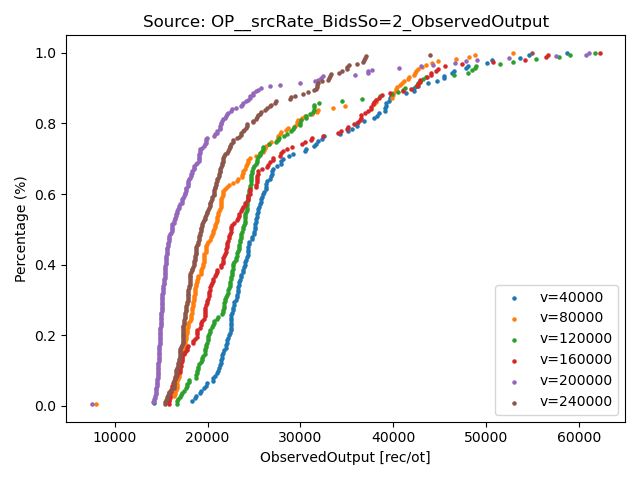 Source: OP__srcRate_BidsSo=2_ObservedOutput
1.0
0.8
0.6
0.4
0.2
0.0
Percentage (%)
10000 20000 30000 40000 50000 60000
ObservedOutput [rec/ot]
v=40000
v=80000
v=120000
v=160000
v=200000
v=240000